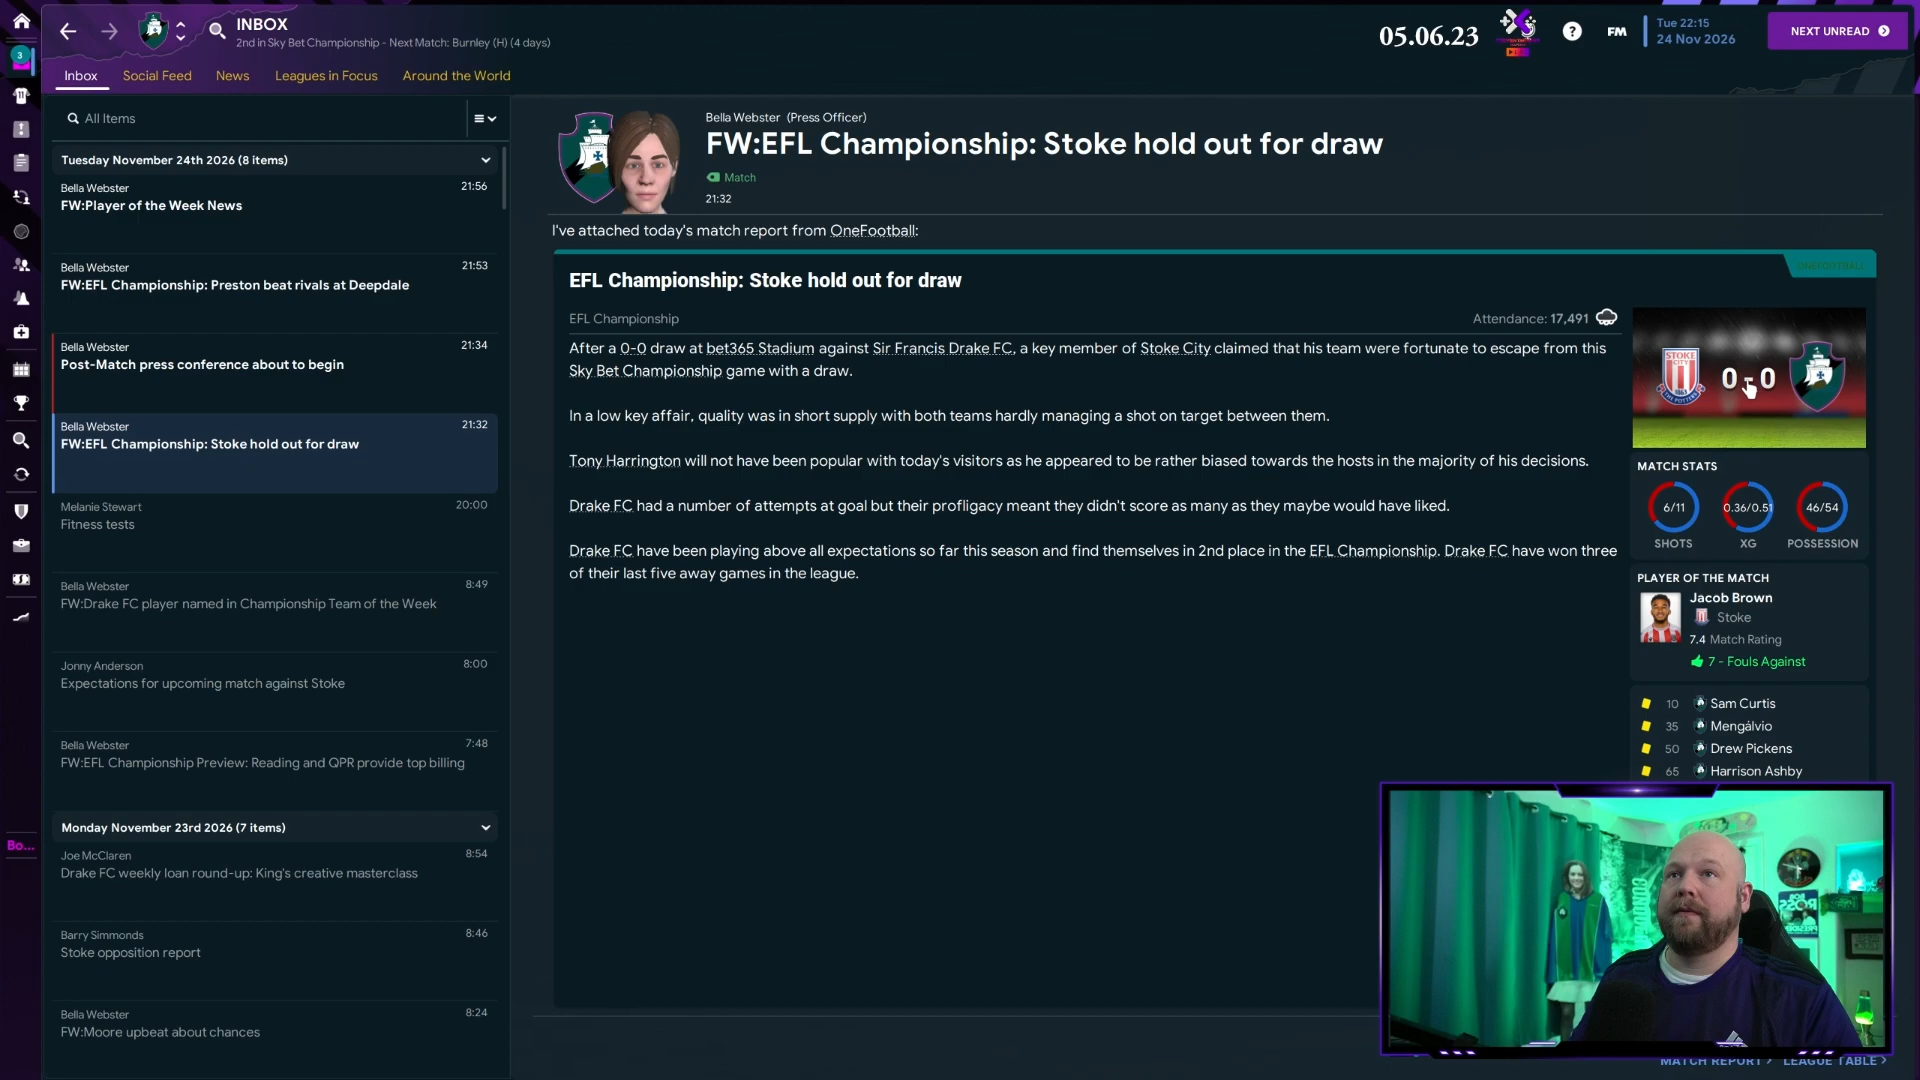 INBOX
2nd in Sky Bet Championship - Next Match: Burnley (H) (4 days)
05.06.23
FM
Tue 22:15
24 Nov 2026
NEXT UNREAD
3
Inbox
Social Feed
News
Leagues in Focus
Around the World
All Items
Tuesday November 24th 2026 (8 items)
Bella Webster
21:56
FW:Player of the Week News
Bella Webster
21:53
FW:EFL Championship: Preston beat rivals at Deepdale
Bella Webster
21:34
Post-Match press conference about to begin
Bella Webster
21:32
FW:EFL Championship: Stoke hold out for draw
Melanie Stewart
20:00
Fitness tests
Bella Webster
8:49
FW:Drake FC player named in Championship Team of the Week
Jonny Anderson
8:00
Expectations for upcoming match against Stoke
Bella Webster
7:48
FW:EFL Championship Preview: Reading and QPR provide top billing
Bo...
Monday November 23rd 2026 (7 items)
Joe McClaren
8:54
Drake FC weekly loan round-up: King's creative masterclass
Barry Simmonds
8:46
Stoke opposition report
Bella Webster
8:24
FW:Moore upbeat about chances
Bella Webster (Press Officer)
FW:EFL Championship: Stoke hold out for draw
Match
21:32
I've attached today's match report from OneFootball:
ONEFOOTBALL
EFL Championship: Stoke hold out for draw
EFL Championship
Attendance: 17,491
After a 0-0 draw at bet365 Stadium against Sir Francis Drake FC, a key member of Stoke City claimed that his team were fortunate to escape from this
Sky Bet Championship game with a draw.
In a low key affair, quality was in short supply with both teams hardly managing a shot on target between them.
Tony Harrington will not have been popular with today's visitors as he appeared to be rather biased towards the hosts in the majority of his decisions.
Drake FC had a number of attempts at goal but their profligacy meant they didn't score as many as they maybe would have liked.
Drake FC have been playing above all expectations so far this season and find themselves in 2nd place in the EFL Championship. Drake FC have won three
of their last five away games in the league.
STOKE
CITY
THE POTTERS
0 - 0
MATCH STATS
6/11
0.36/0.51
46/54
SHOTS
XG
POSSESSION
PLAYER OF THE MATCH
Jacob Brown
Stoke
7.4 Match Rating
7 - Fouls Against
10 Sam Curtis
35 Mengálvio
50 Drew Pickens
65 Harrison Ashby
MATCH REPORT
LEAGUE TABLE